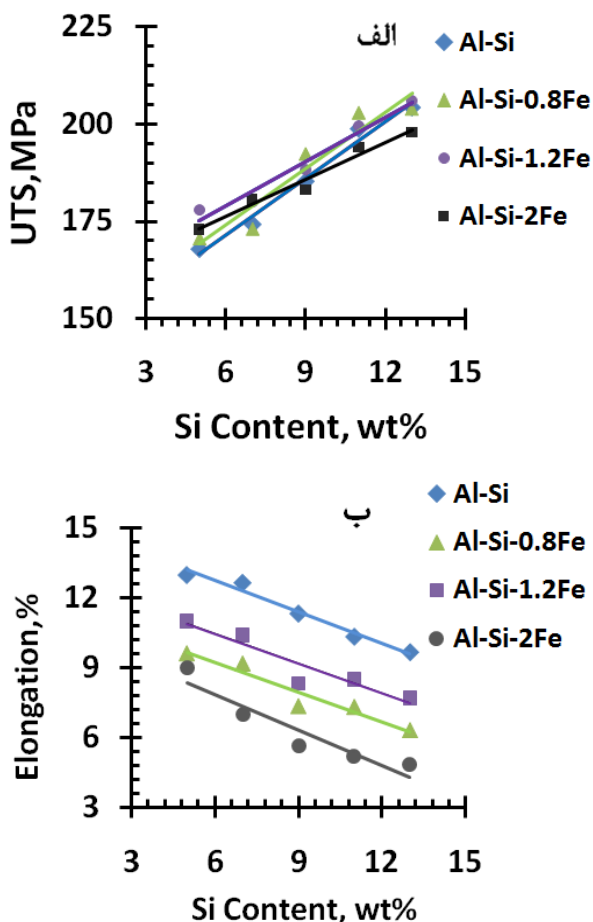 الف
Al-Si
Al-Si-0.8Fe
Al-Si-1.2Fe
Al-Si-2Fe
UTS,MPa
225
200
175
150
3 6 9 12 15
Si Content, wt%
ب
Al-Si
Al-Si-0.8Fe
Al-Si-1.2Fe
Al-Si-2Fe
Elongation,%
15
12
9
6
3
3 6 9 12 15
Si Content, wt%